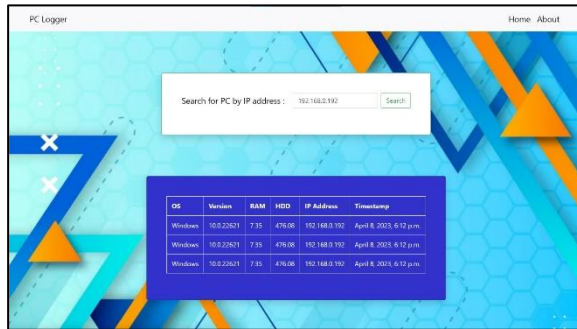 PC Logger Home About
Search for PC by IP address : 192.168.0.192 Search
OS Version RAM HDD IP Address Timestamp
Windows 10.0.22621 7.35 476.08 192.168.0.192 April 8, 2023, 6:12 p.m.
Windows 10.0.22621 7.35 476.08 192.168.0.192 April 8, 2023, 6:12 p.m.
Windows 10.0.22621 7.35 476.08 192.168.0.192 April 8, 2023, 6:12 p.m.